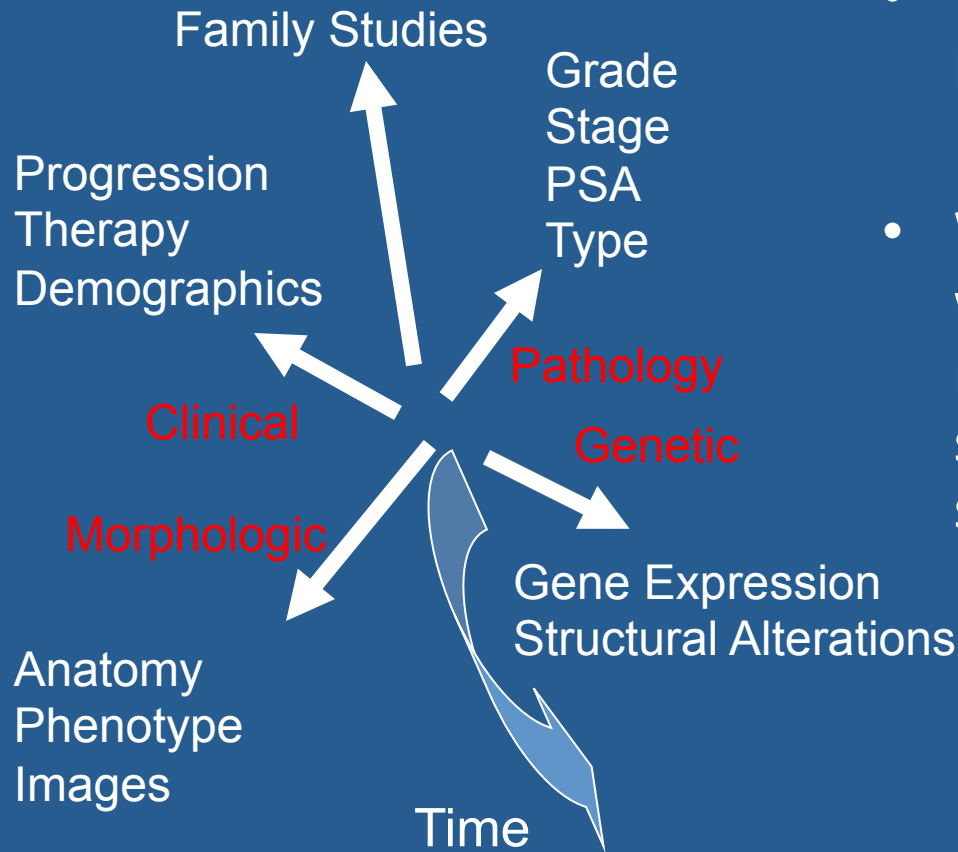 Family Studies
Grade
Stage
PSA
Type
Progression
Therapy
Demographics
Pathology
Clinical
Genetic
Morphologic
Gene Expression
Structural Alterations
Anatomy
Phenotype
Images
Time